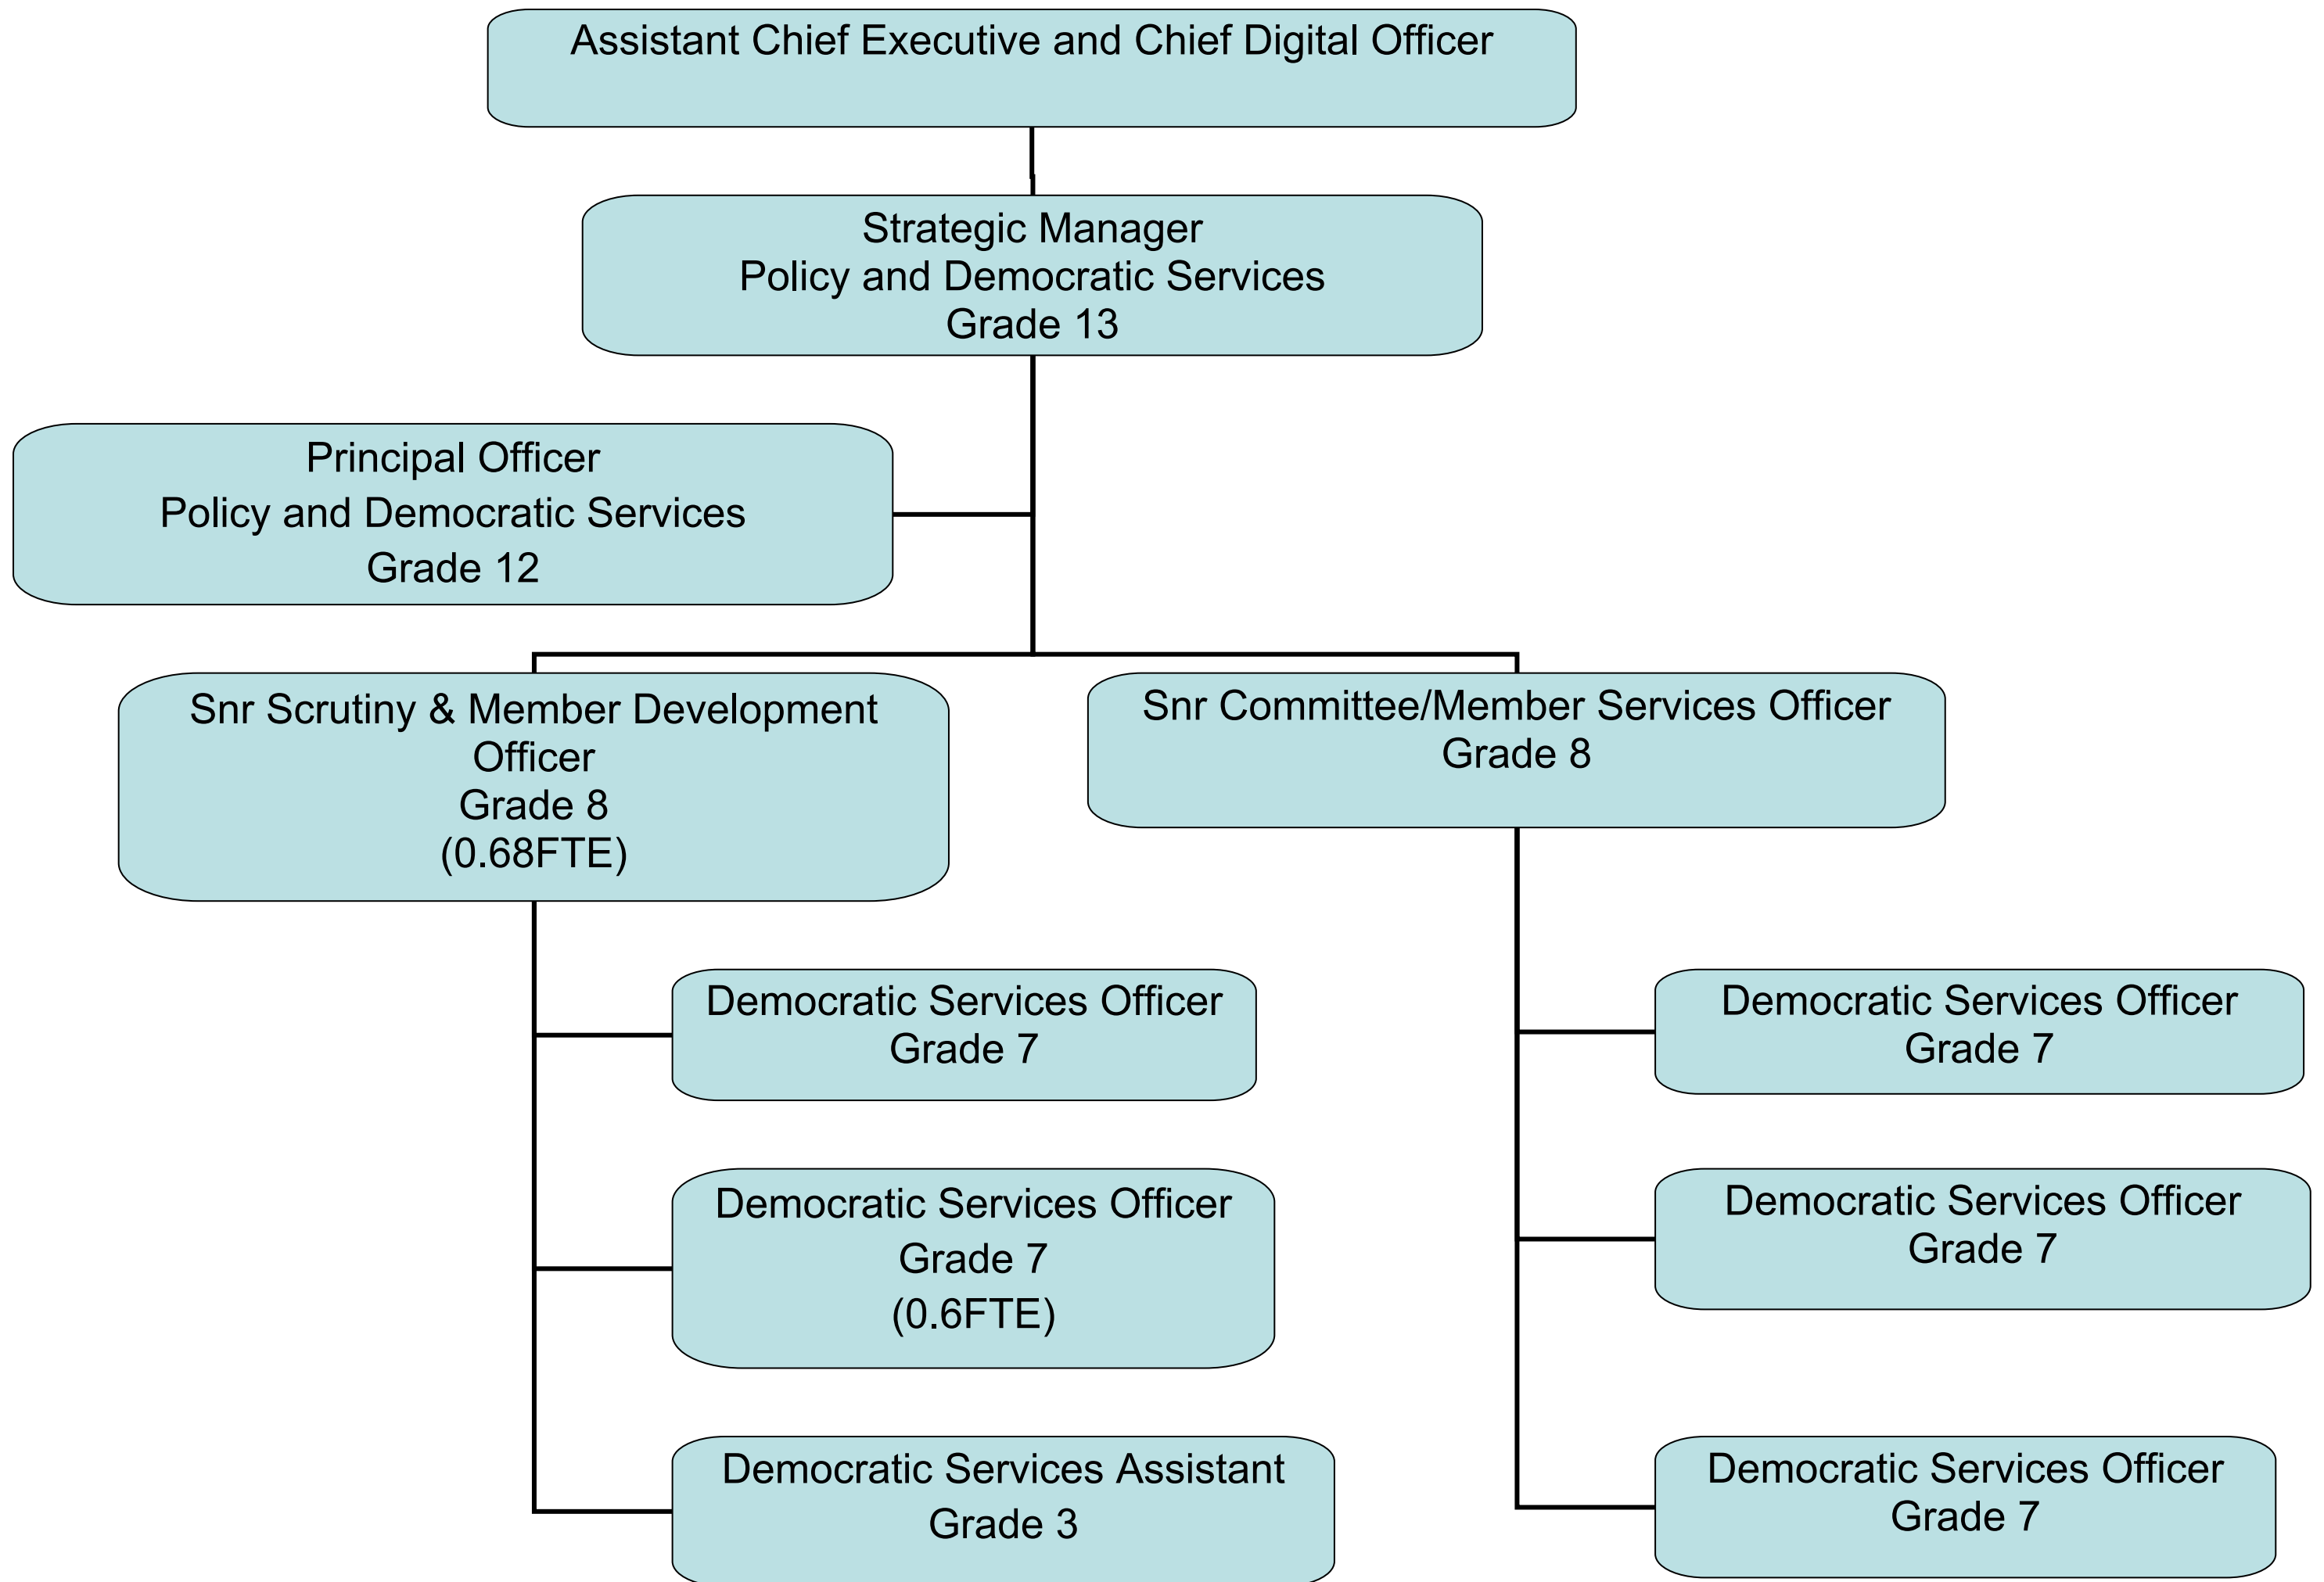 Assistant Chief Executive and Chief Digital Officer
Strategic Manager
Policy and Democratic Services
Grade 13
Principal Officer
Policy and Democratic Services
Grade 12
Snr Scrutiny & Member Development
Officer
Grade 8
(0.68FTE)
Snr Committee/Member Services Officer
Grade 8
Democratic Services Officer
Grade 7
Democratic Services Officer
Grade 7
(0.6FTE)
Democratic Services Assistant
Grade 3
Democratic Services Officer
Grade 7
Democratic Services Officer
Grade 7
Democratic Services Officer
Grade 7